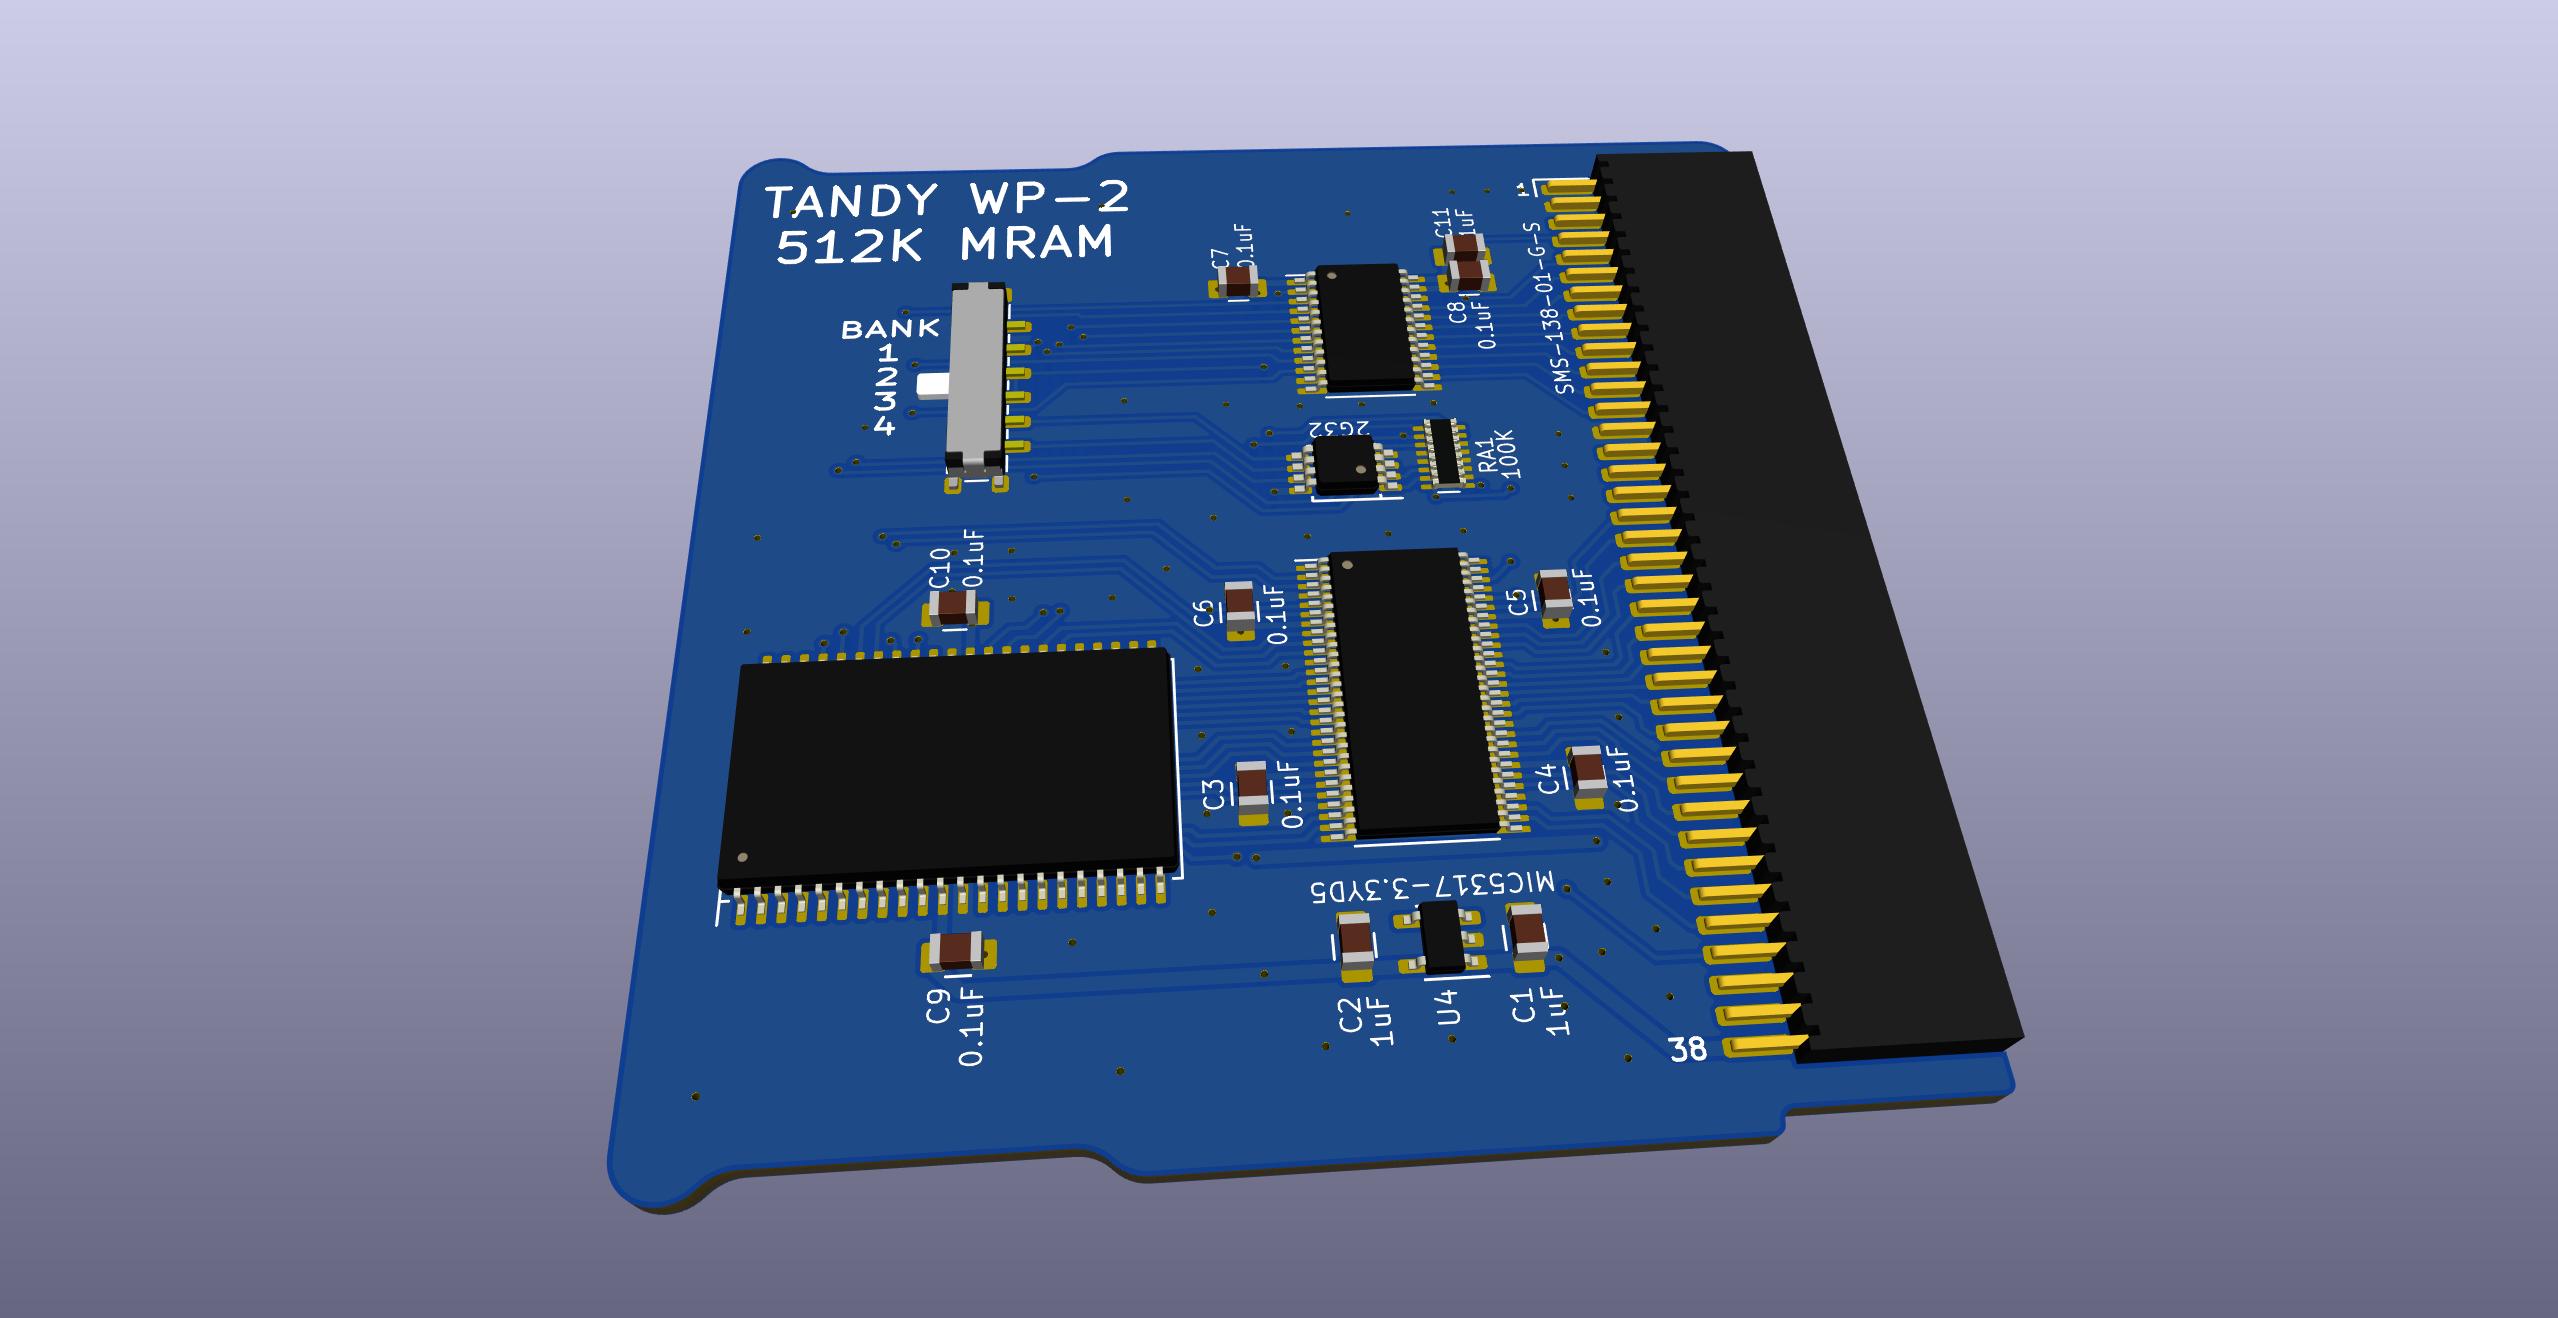 TANDY WP-2
512K MRAM
BANK
1
2
3
4
C7
0.1uF
C11
C8
0.1uF
1
SMS-138-01-G-S
2G32
RA1
100K
C10
0.1uF
C6
0.1uF
C5
0.1uF
C3
0.1uF
C4
0.1uF
MIC5317-3.3YD5
C9
0.1uF
C2
1uF
U4
C1
1uF
38